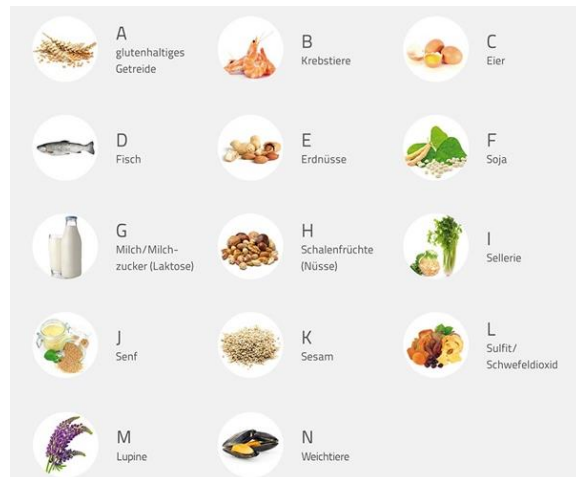 A
glutenhaltiges
Getreide
B
Krebstiere
C
Eier
D
Fisch
E
Erdnüsse
F
Soja
G
Milch/Milch-
zucker (Laktose)
H
Schalenfrüchte
(Nüsse)
I
Sellerie
J
Senf
K
Sesam
L
Sulfit/
Schwefeldioxid
M
Lupine
N
Weichtiere